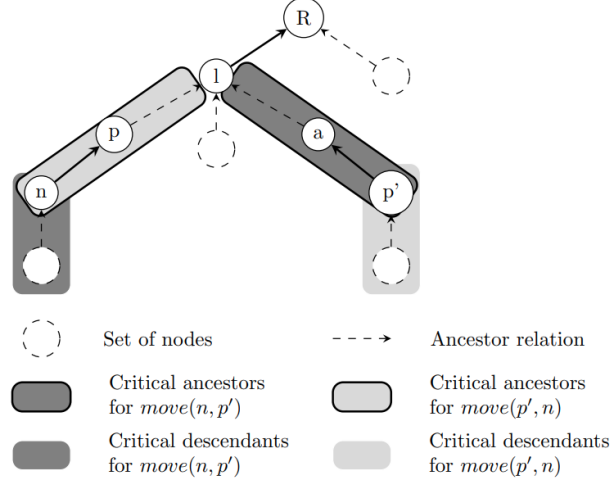 R
l
p
a
n
p'
Set of nodes
Ancestor relation
Critical ancestors
for move(n, p′)
Critical ancestors
for move(p′, n)
Critical descendants
for move(n, p′)
Critical descendants
for move(p′, n)